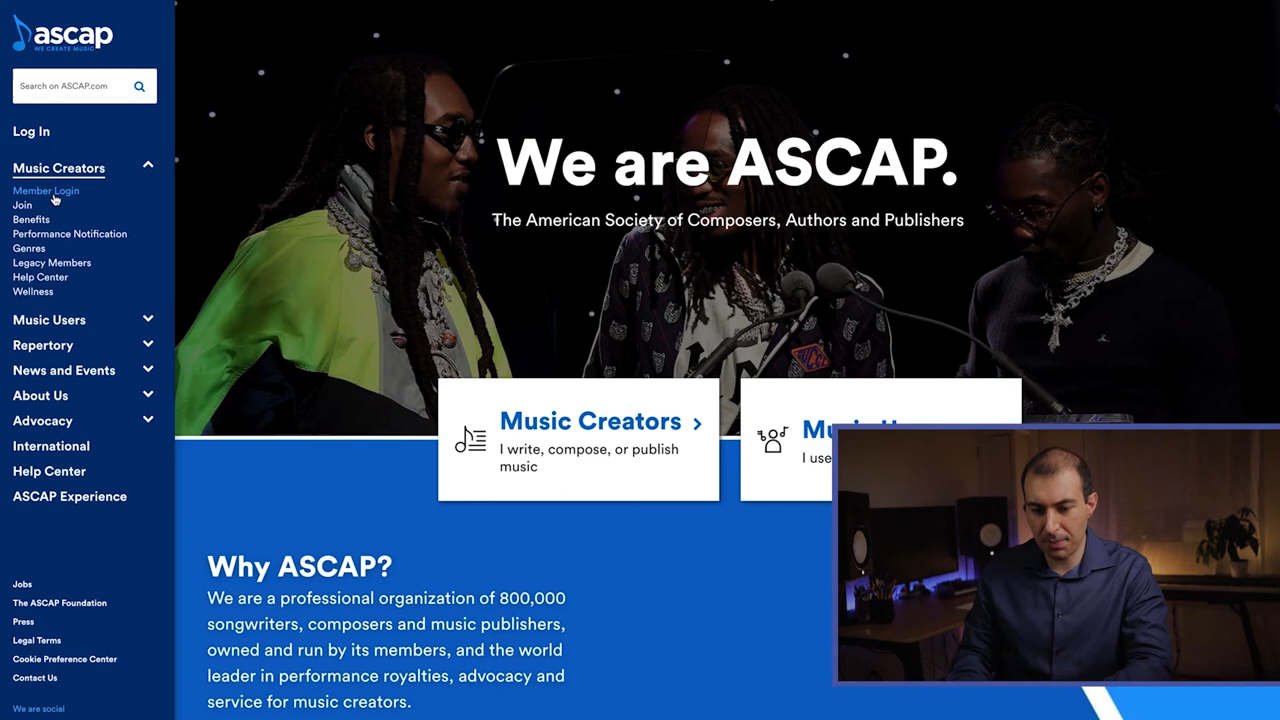 ascap
WE CREATE MUSIC
Search on ASCAP.com
Log In
Music Creators
Member Login
Join
Benefits
Performance Notification
Genres
Legacy Members
Help Center
Wellness
Music Users
Repertory
News and Events
About Us
Advocacy
International
Help Center
ASCAP Experience
Jobs
The ASCAP Foundation
Press
Legal Terms
Cookie Preference Center
Contact Us
We are social
We are ASCAP.
The American Society of Composers, Authors and Publishers
Music Creators
I write, compose, or publish
music
I use
Why ASCAP?
We are a professional organization of 800,000
songwriters, composers and music publishers,
owned and run by its members, and the world
leader in performance royalties, advocacy and
service for music creators.